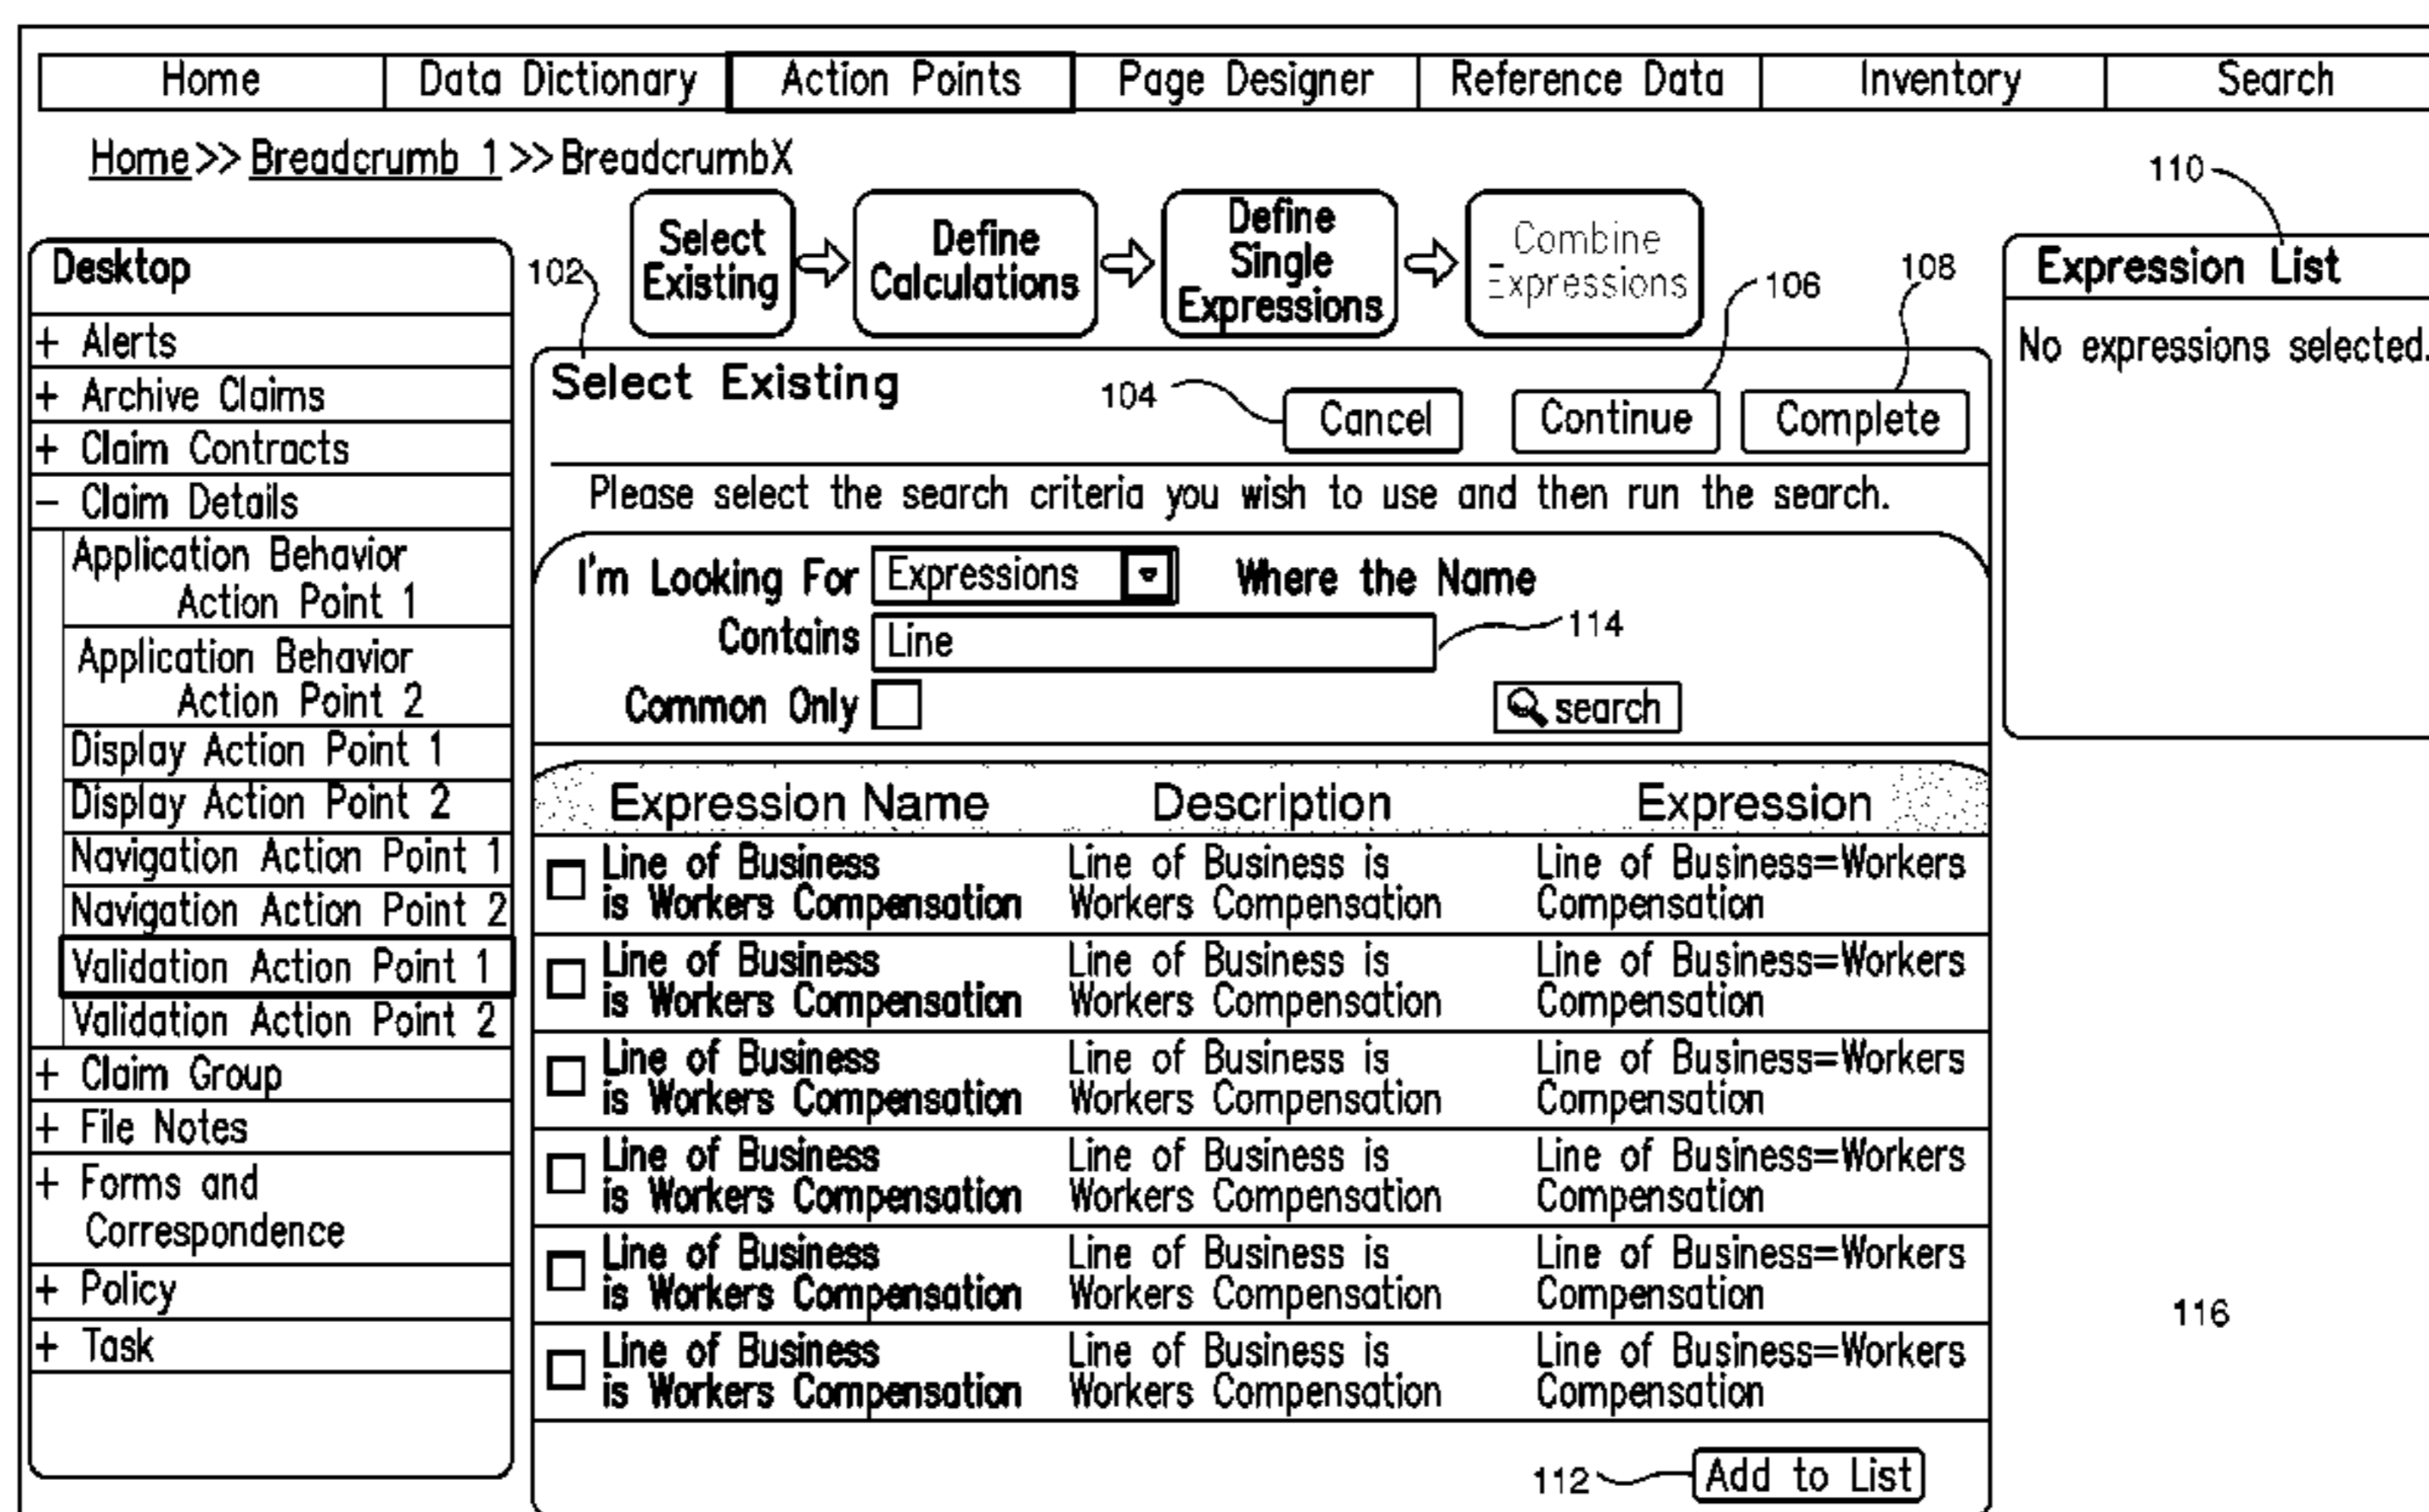 Home Data Dictionary Action Points Page Designer Reference Data Inventory Search
Home>>Breadcrumb 1>>BreadcrumbX
110
Select
Existing
Define
Calculations
Define
Single
Expressions
Combine
Expressions
Desktop
+ Alerts
+ Archive Claims
+ Claim Contracts
- Claim Details
Application Behavior
Action Point 1
Application Behavior
Action Point 2
Display Action Point 1
Display Action Point 2
Navigation Action Point 1
Navigation Action Point 2
Validation Action Point 1
Validation Action Point 2
+ Claim Group
+ File Notes
+ Forms and
Correspondence
+ Policy
+ Task
102
106
108
Select Existing
104
Cancel Continue Complete
Please select the search criteria you wish to use and then run the search.
I'm Looking For Expressions Where the Name
Contains Line
114
Common Only search
Expression Name Description Expression
Line of Business Line of Business is Line of Business=Workers
is Workers Compensation Workers Compensation Compensation
Line of Business Line of Business is Line of Business=Workers
is Workers Compensation Workers Compensation Compensation
Line of Business Line of Business is Line of Business=Workers
is Workers Compensation Workers Compensation Compensation
Line of Business Line of Business is Line of Business=Workers
is Workers Compensation Workers Compensation Compensation
Line of Business Line of Business is Line of Business=Workers
is Workers Compensation Workers Compensation Compensation
Line of Business Line of Business is Line of Business=Workers
is Workers Compensation Workers Compensation Compensation
112
Add to List
Expression List
No expressions selected.
116